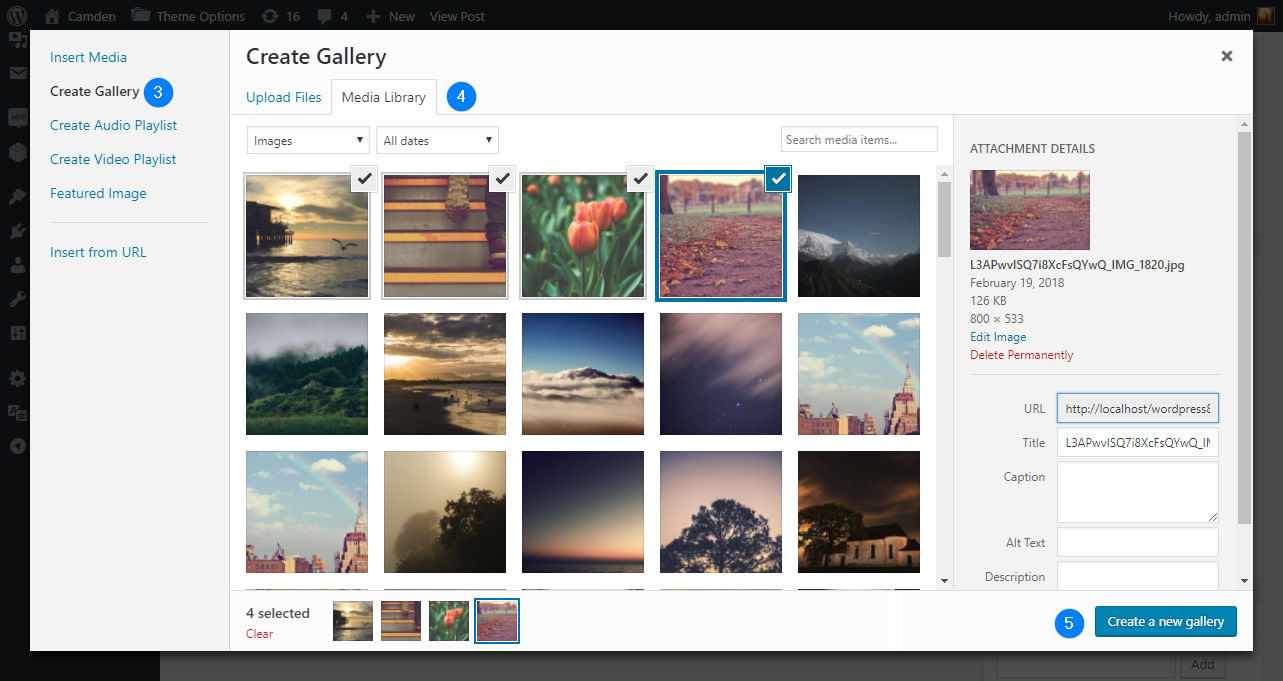 Camden
Theme Options
16
4
New
View Post
Howdy, admin
Insert Media
Create Gallery
3
Create Audio Playlist
Create Video Playlist
Featured Image
Insert from URL
Create Gallery
Upload Files
Media Library
4
Images
All dates
Search media items...
ATTACHMENT DETAILS
L3APwvISQ7i8XcFsQYwQ_IMG_1820.jpg
February 19, 2018
126 KB
800 × 533
Edit Image
Delete Permanently
URL
http://localhost/wordpress8
Title
L3APwvISQ7i8XcFsQYwQ_IM
Caption
Alt Text
Description
4 selected
Clear
5
Create a new gallery
Add